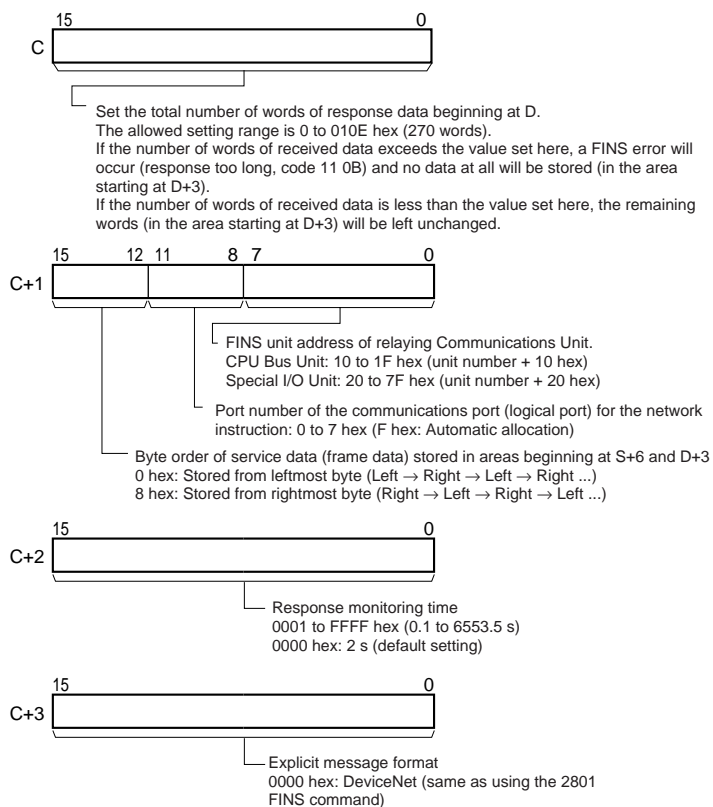 15 0
C
Set the total number of words of response data beginning at D.
The allowed setting range is 0 to 010E hex (270 words).
If the number of words of received data exceeds the value set here, a FINS error will
occur (response too long, code 11 0B) and no data at all will be stored (in the area
starting at D+3).
If the number of words of received data is less than the value set here, the remaining
words (in the area starting at D+3) will be left unchanged.
15 12 11 8 7 0
C+1
FINS unit address of relaying Communications Unit.
CPU Bus Unit: 10 to 1F hex (unit number + 10 hex)
Special I/O Unit: 20 to 7F hex (unit number + 20 hex)
Port number of the communications port (logical port) for the network
instruction: 0 to 7 hex (F hex: Automatic allocation)
Byte order of service data (frame data) stored in areas beginning at S+6 and D+3
0 hex: Stored from leftmost byte (Left → Right → Left → Right ...)
8 hex: Stored from rightmost byte (Right → Left → Right → Left ...)
15 0
C+2
Response monitoring time
0001 to FFFF hex (0.1 to 6553.5 s)
0000 hex: 2 s (default setting)
15 0
C+3
Explicit message format
0000 hex: DeviceNet (same as using the 2801
FINS command)